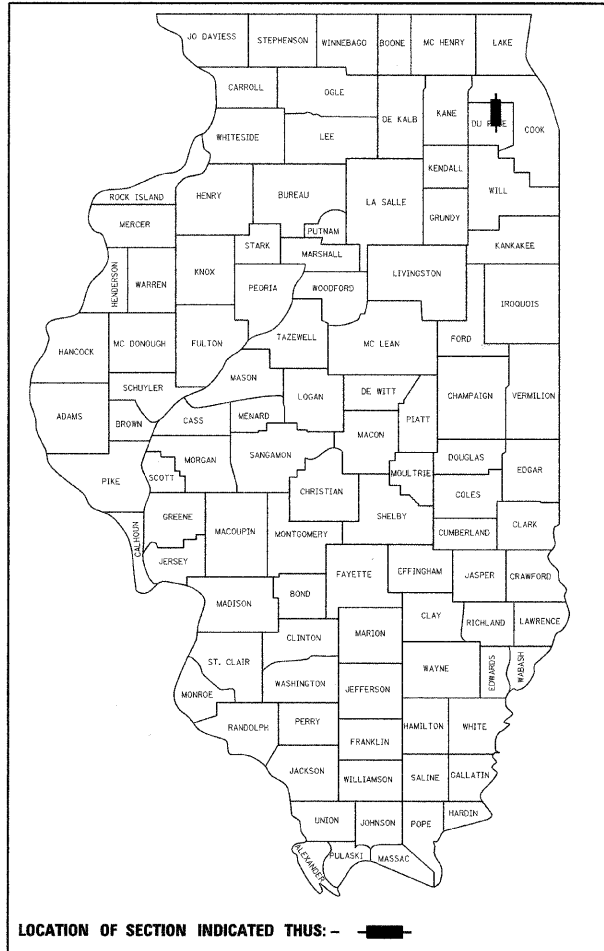 JO DAVIESS
STEPHENSON
WINNEBAGO
BOONE
MC HENRY
LAKE
CARROLL
OGLE
DE KALB
KANE
COOK
WHITESIDE
LEE
KENDALL
WILL
ROCK ISLAND
HENRY
BUREAU
LA SALLE
GRUNDY
MERCER
PUTNAM
KANKAKEE
STARK
MARSHALL
LIVINGSTON
HENDERSON
WARREN
KNOX
PEORIA
WOODFORD
IROQUOIS
HANCOCK
MC DONOUGH
FULTON
TAZEWELL
MC LEAN
FORD
SCHUYLER
MASON
LOGAN
DE WITT
CHAMPAIGN
VERMILION
ADAMS
BROWN
CASS
MENARD
PIATT
MACON
MORGAN
SANGAMON
DOUGLAS
EDGAR
PIKE
SCOTT
MOULTRIE
CHRISTIAN
COLES
GREENE
SHELBY
CALHOUN
MACOUPIN
MONTGOMERY
CUMBERLAND
CLARK
JERSEY
FAYETTE
EFFINGHAM
JASPER
CRAWFORD
MADISON
BOND
CLAY
RICHLAND
LAWRENCE
CLINTON
MARION
ST. CLAIR
WAYNE
EDWARDS
WABASH
WASHINGTON
JEFFERSON
MONROE
RANDOLPH
PERRY
HAMILTON
WHITE
FRANKLIN
JACKSON
WILLIAMSON
SALINE
GALLATIN
UNION
JOHNSON
POPE
HARDIN
ALEXANDER
PULASKI
MASSAC
LOCATION OF SECTION INDICATED THUS: -